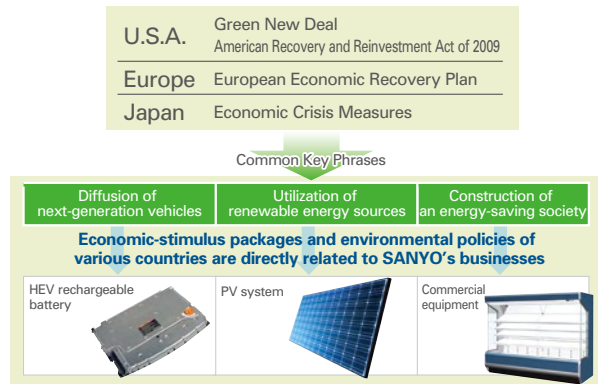 U.S.A.
Green New Deal
American Recovery and Reinvestment Act of 2009
Europe
European Economic Recovery Plan
Japan
Economic Crisis Measures
Common Key Phrases
Diffusion of
next-generation vehicles
Utilization of
renewable energy sources
Construction of
an energy-saving society
Economic-stimulus packages and environmental policies of
various countries are directly related to SANYO's businesses
HEV rechargeable
battery
PV system
Commercial
equipment